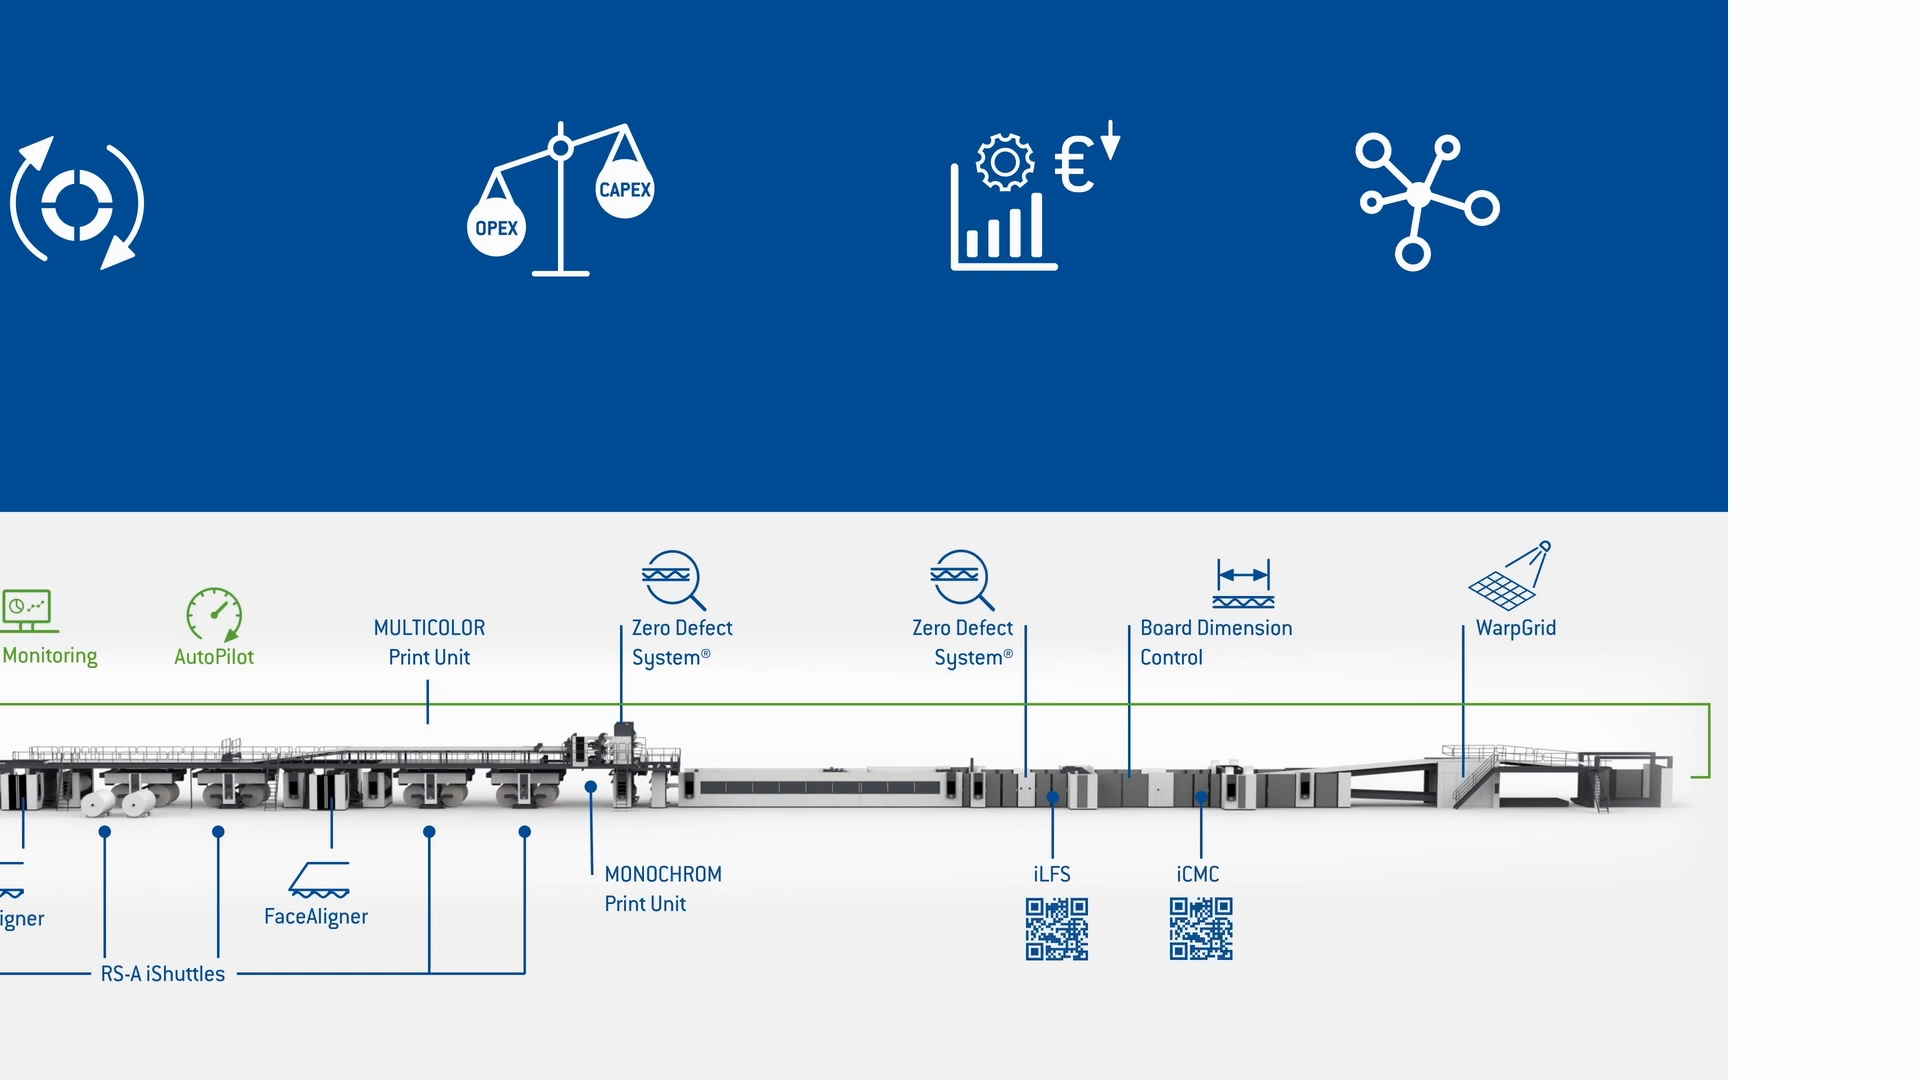 OPEX
CAPEX
€
Monitoring
AutoPilot
MULTICOLOR
Print Unit
Zero Defect
System®
Zero Defect
System®
Board Dimension
Control
WarpGrid
igner
FaceAligner
MONOCHROM
Print Unit
iLFS
iCMC
RS-A iShuttles